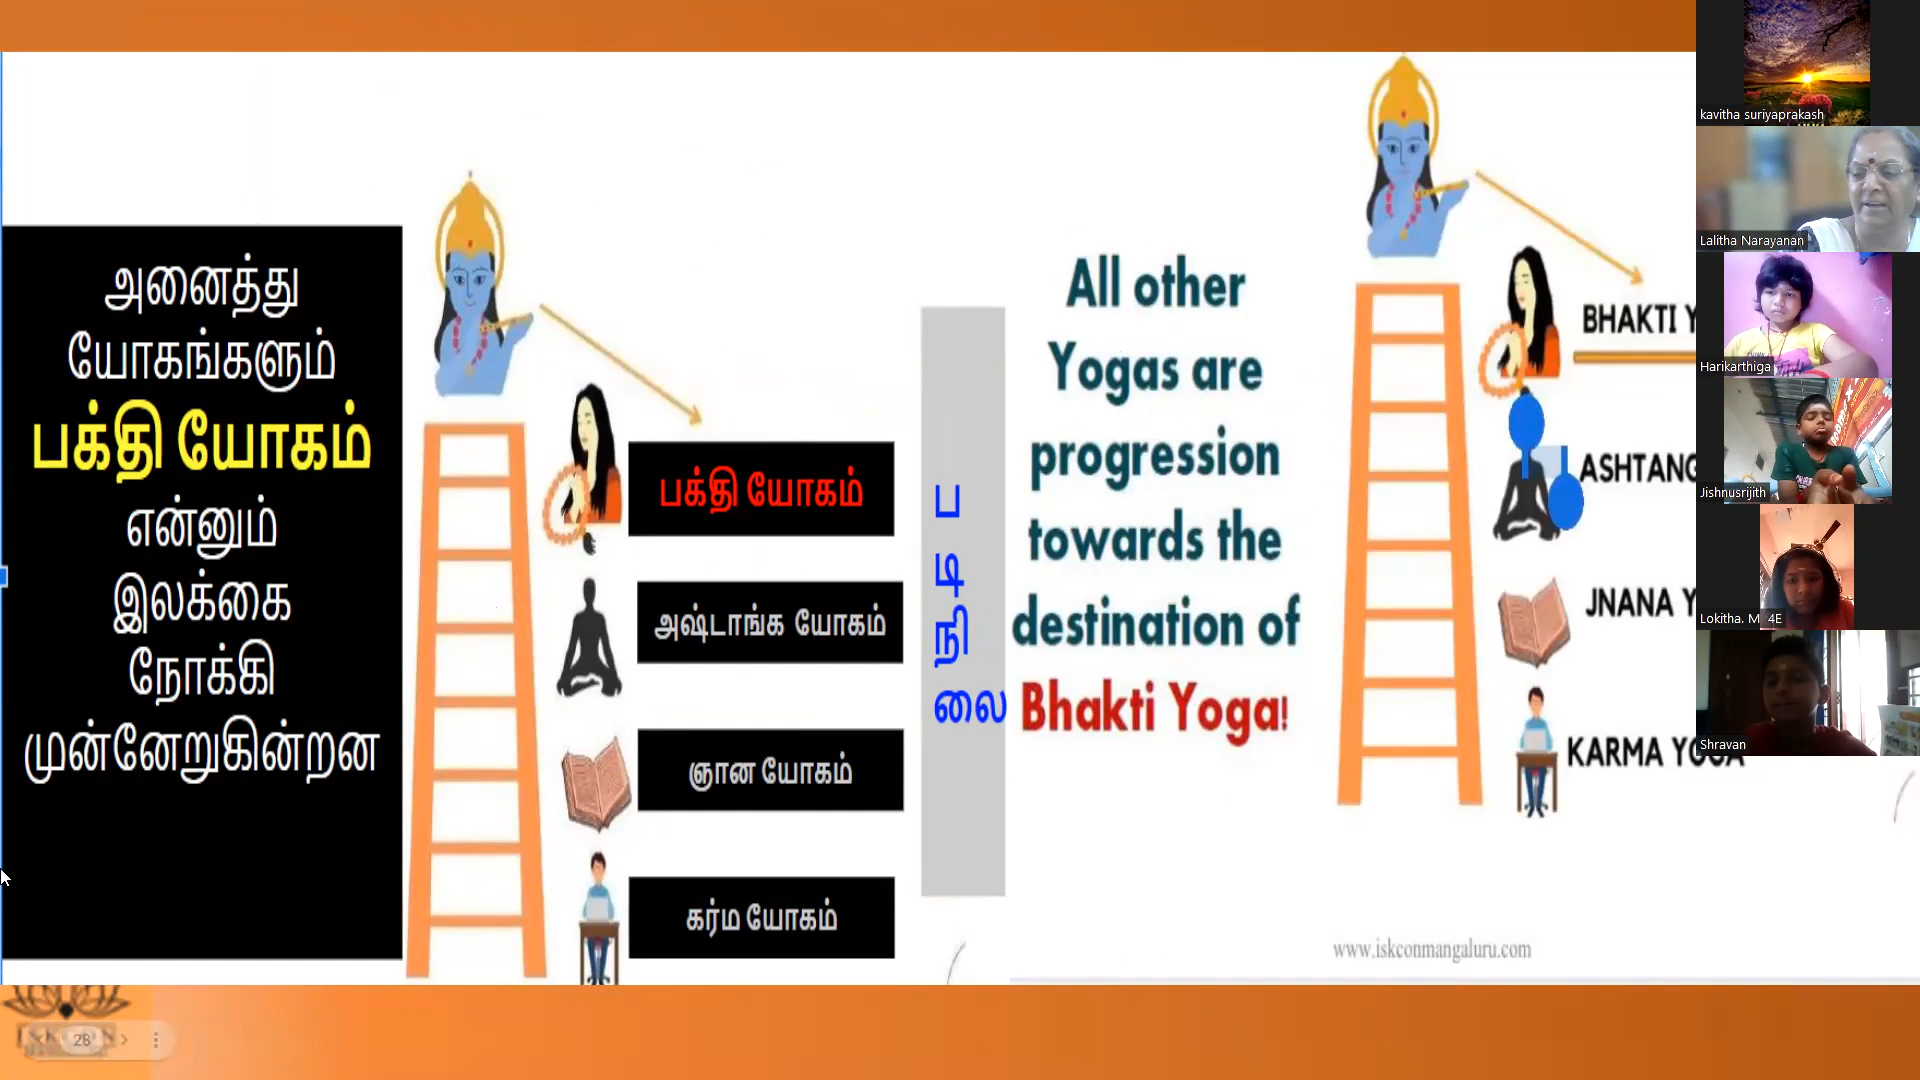 அனைத்து
யோகங்களும்
பக்தி யோகம்
என்னும்
இலக்கை
நோக்கி
முன்னேறுகின்றன
பக்தி யோகம்
அஷ்டாங்க யோகம்
ஞான யோகம்
கர்ம யோகம்
ப
டி
நி
லை
All other
Yogas are
progression
towards the
destination of
Bhakti Yoga!
BHAKTI Y
ASHTANG
JNANA Y
KARMA YOGA
www.iskconmangaluru.com
28
kavitha suriyaprakash
Lalitha Narayanan
Harikarthiga
Jishnusrijith
Lokitha. M 4E
Shravan